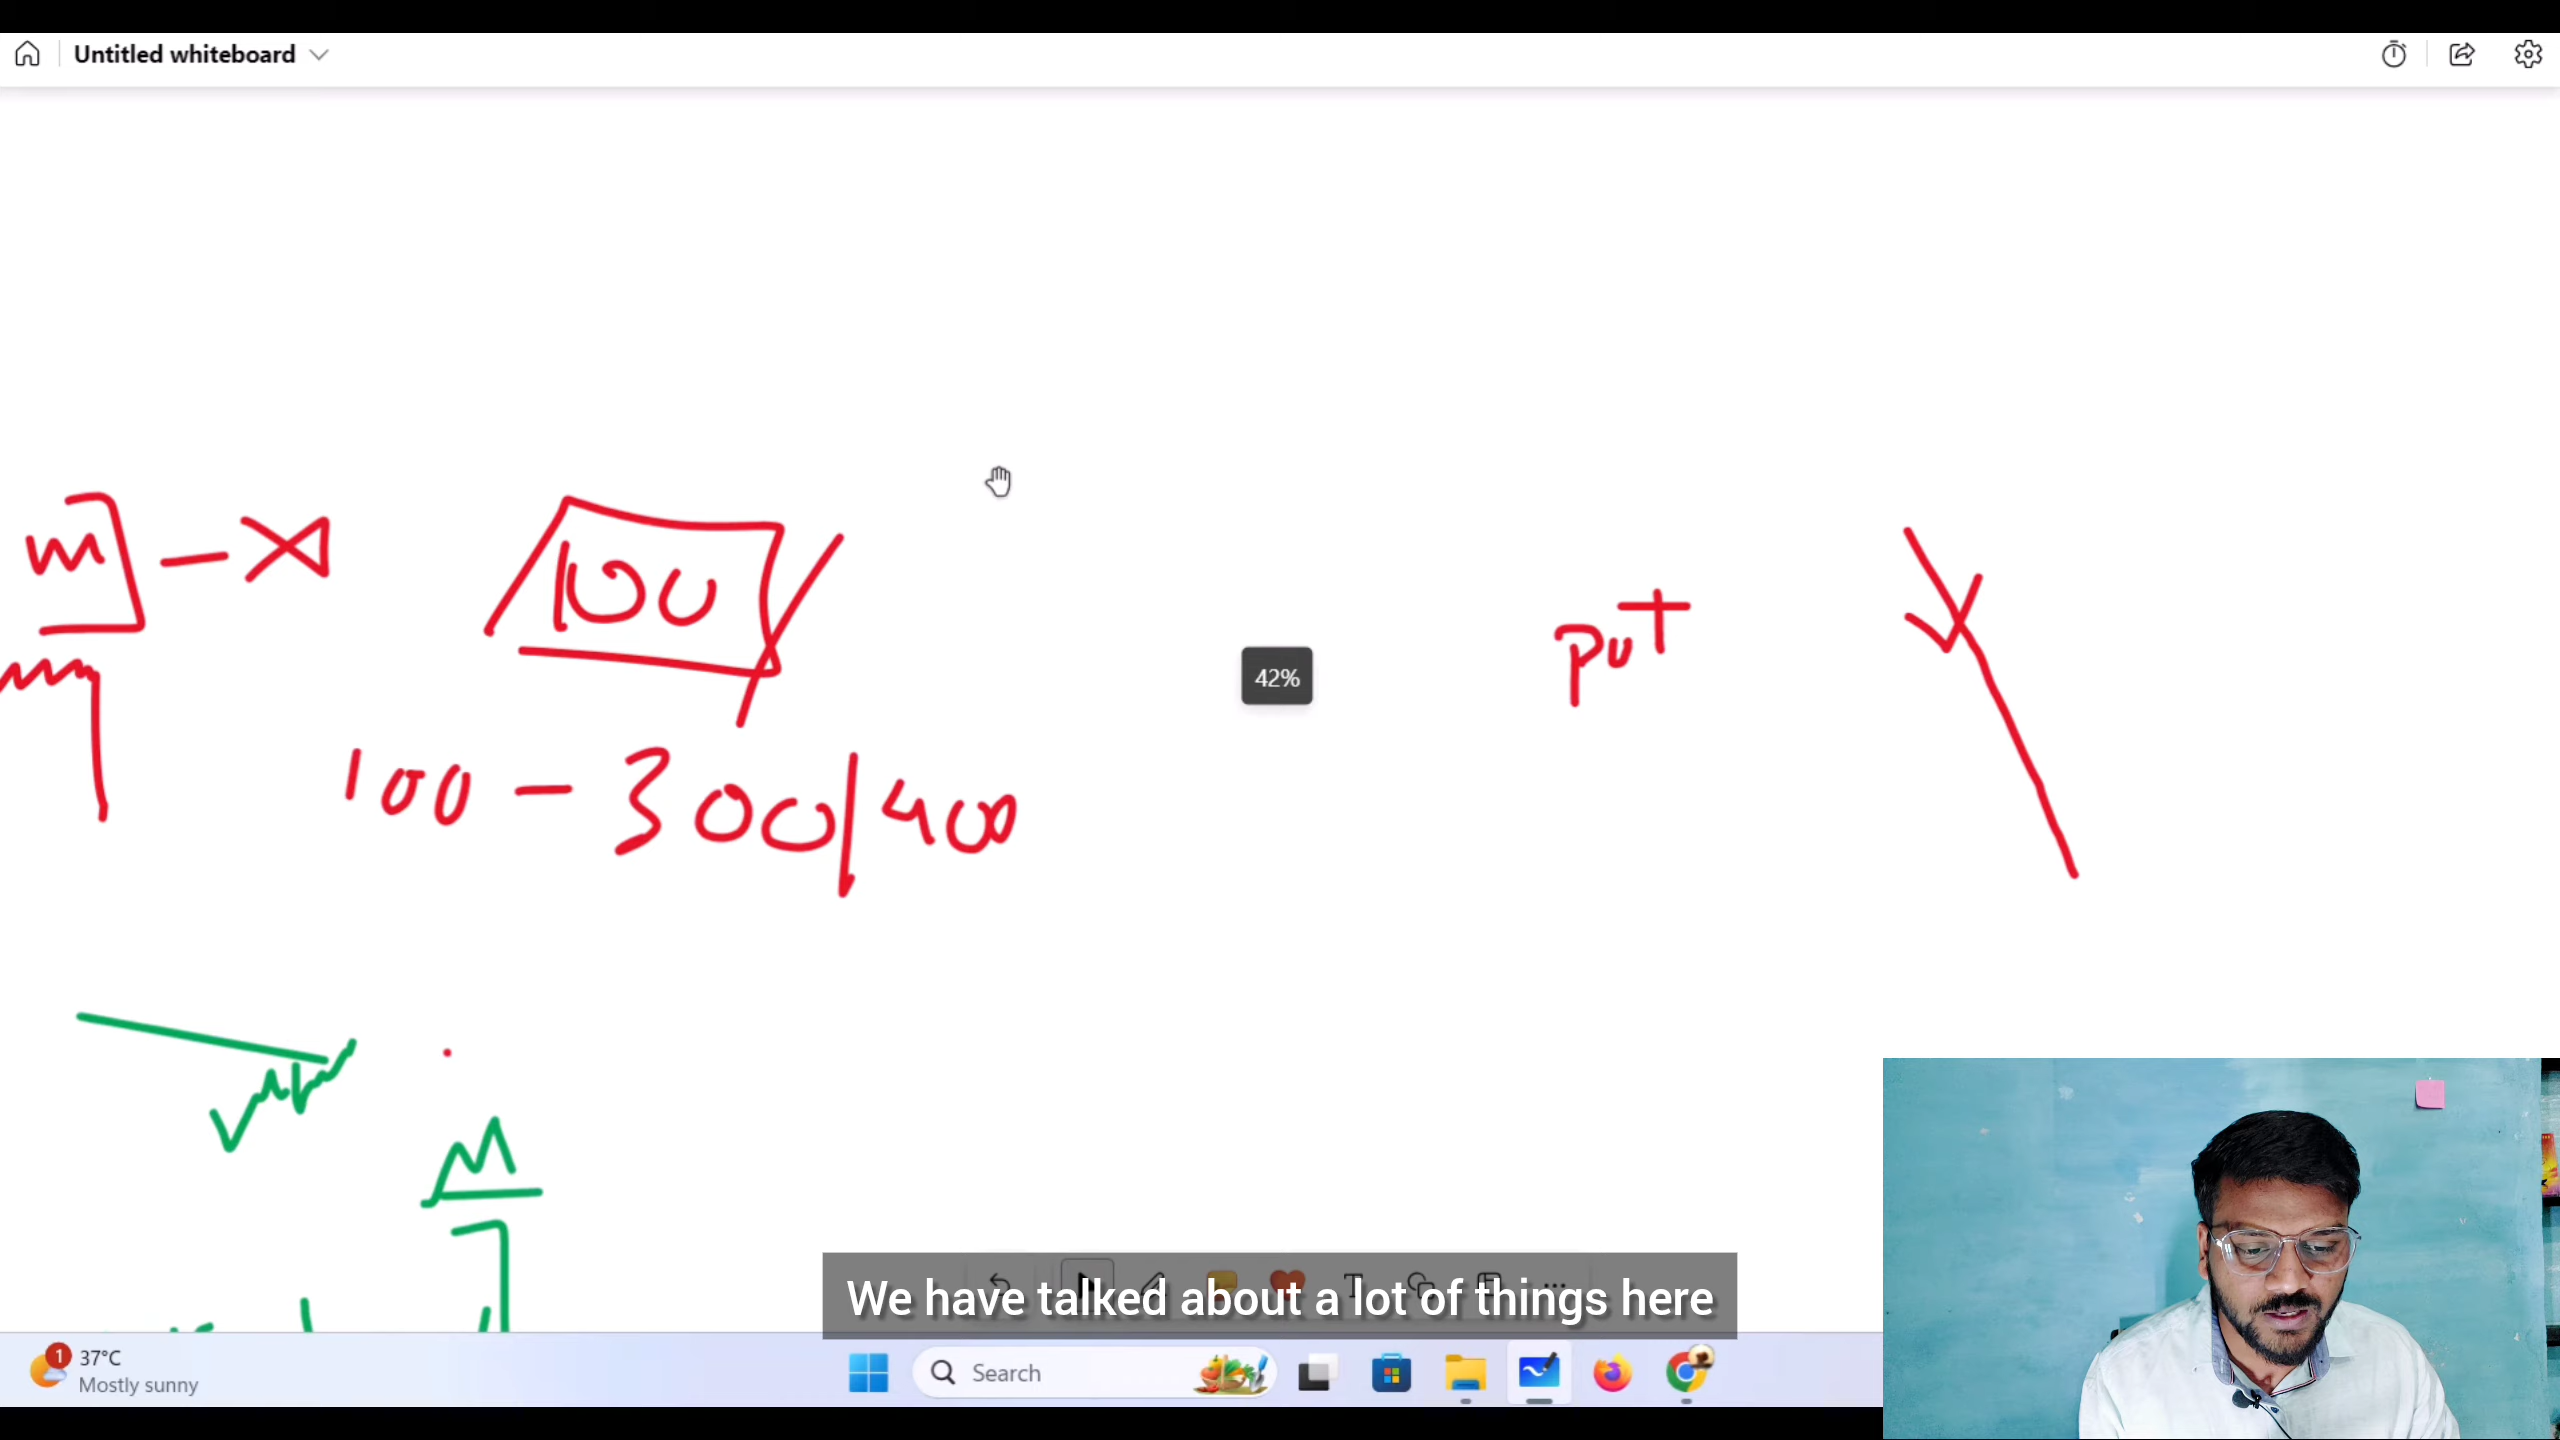 Untitled whiteboard
m
100
put
42%
100 - 300/400
M
We have talked about a lot of things here
1
37°C
Mostly sunny
Search